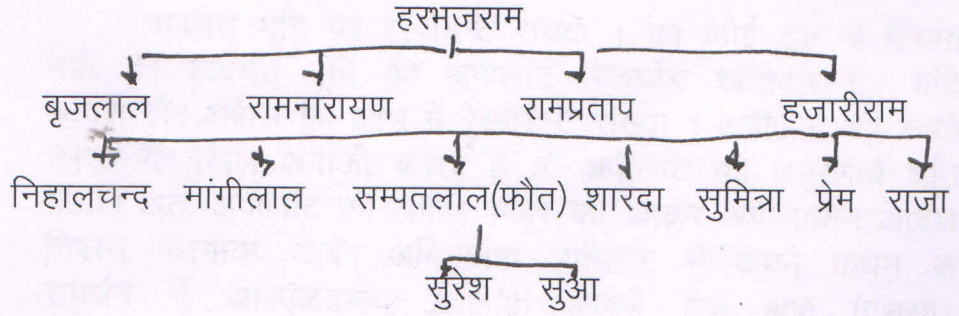 हरभजराम
बृजलाल रामनारायण रामप्रताप हजारीराम
निहालचन्द मांगीलाल सम्पतलाल(फौत) शारदा सुमित्रा प्रेम राजा
सुरेश सुआ